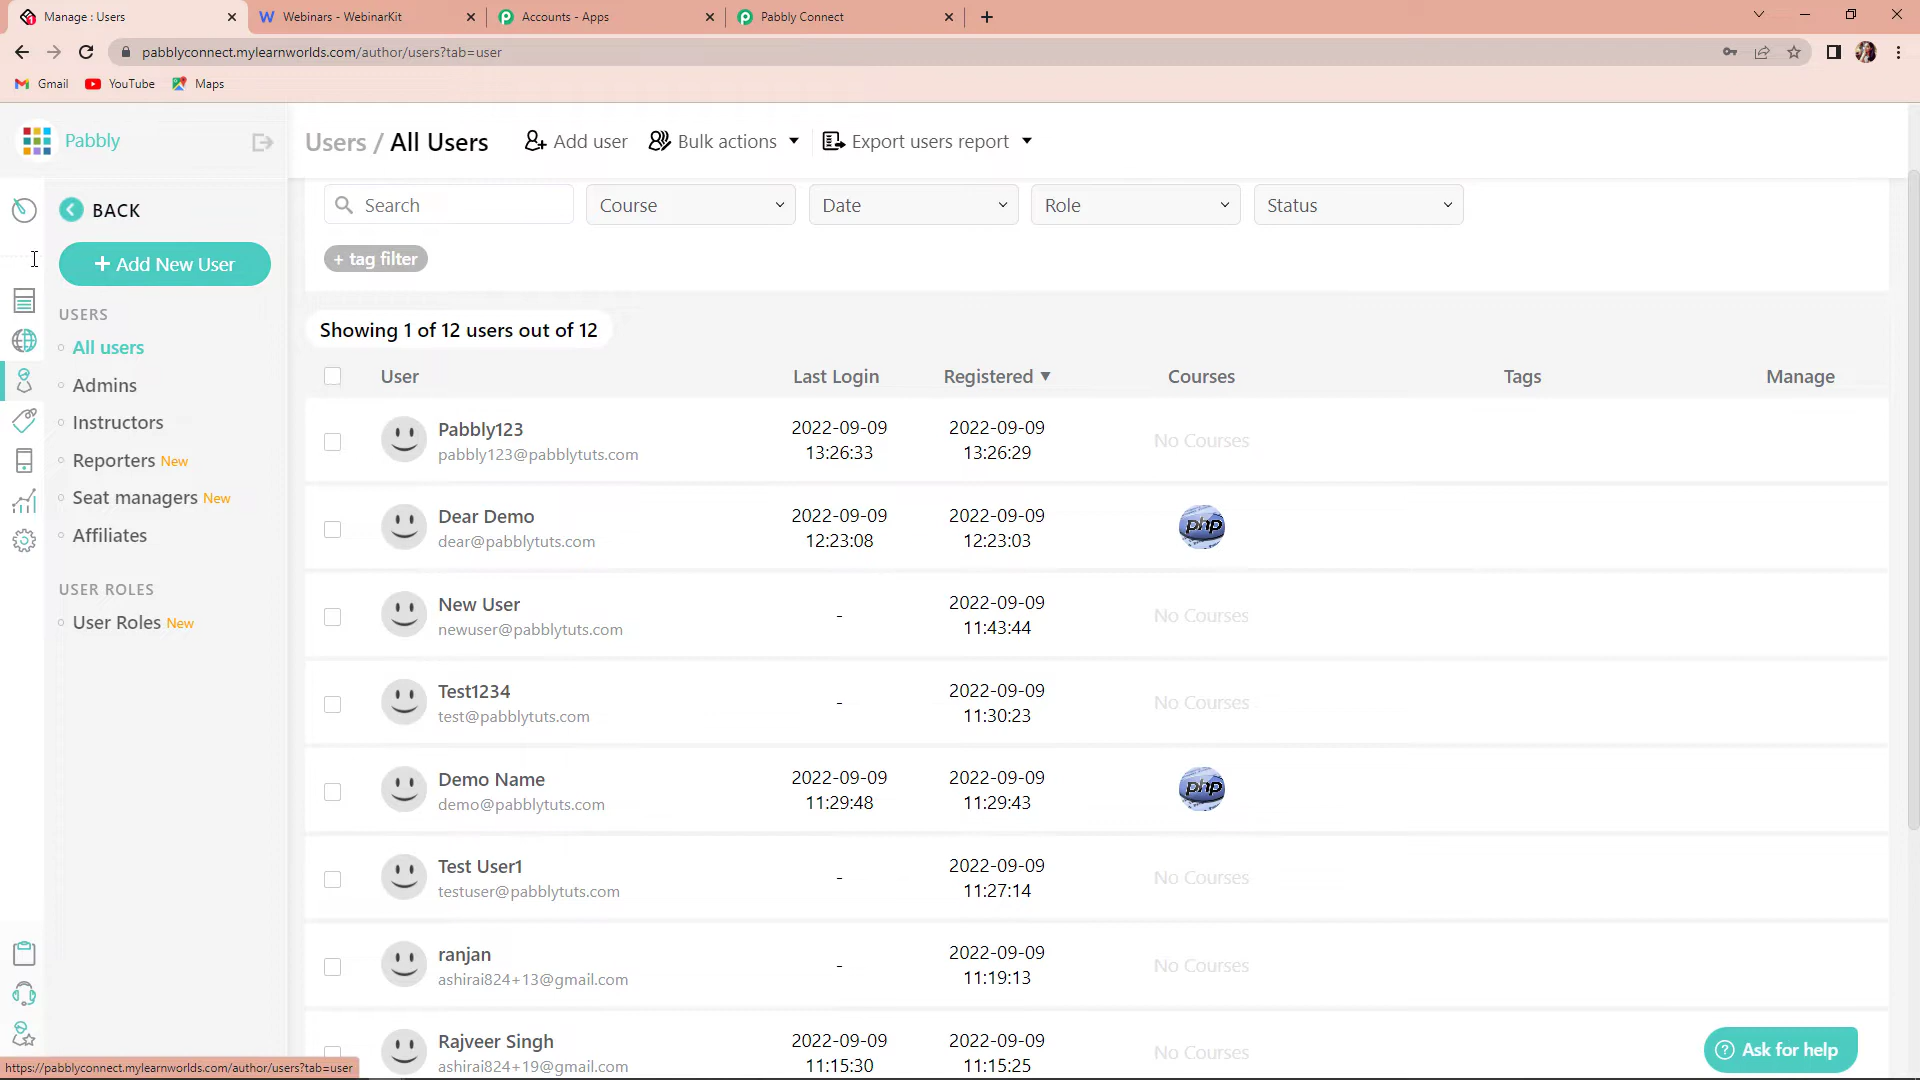 Manage : Users
Webinars - WebinarKit
Accounts - Apps
Pabbly Connect
pabblyconnect.mylearnworlds.com/author/users?tab=user
Gmail
YouTube
Maps
Pabbly
Users / All Users
Add user
Bulk actions
Export users report
BACK
Search
Course
Date
Role
Status
+ Add New User
+ tag filter
USERS
All users
Admins
Instructors
Reporters New
Seat managers New
Affiliates
USER ROLES
User Roles New
Showing 1 of 12 users out of 12
User Last Login Registered ▼ Courses Tags Manage
Pabbly123
pabbly123@pabblytuts.com
2022-09-09
13:26:33
2022-09-09
13:26:29
No Courses
Dear Demo
dear@pabblytuts.com
2022-09-09
12:23:08
2022-09-09
12:23:03
php
New User
newuser@pabblytuts.com
-
2022-09-09
11:43:44
No Courses
Test1234
test@pabblytuts.com
-
2022-09-09
11:30:23
No Courses
Demo Name
demo@pabblytuts.com
2022-09-09
11:29:48
2022-09-09
11:29:43
php
Test User1
testuser@pabblytuts.com
-
2022-09-09
11:27:14
No Courses
ranjan
ashirai824+13@gmail.com
-
2022-09-09
11:19:13
No Courses
Rajveer Singh
ashirai824+19@gmail.com
2022-09-09
11:15:30
2022-09-09
11:15:25
No Courses
? Ask for help
https://pabblyconnect.mylearnworlds.com/author/users?tab=user